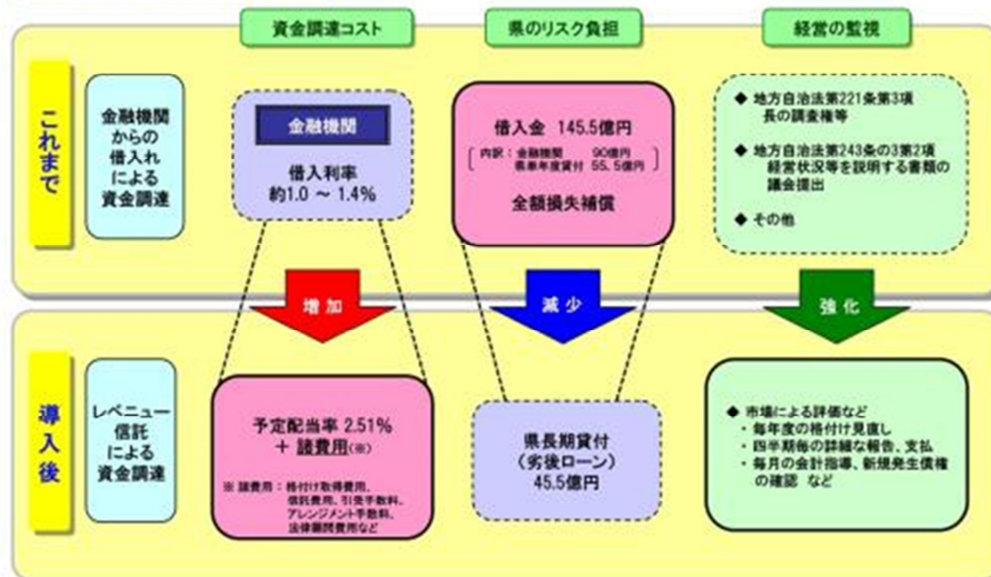 資金調達コスト
県のリスク負担
経営の監視
これまで
金融機関
からの
借入れ
による
資金調達
金融機関
借入利率
約1.0 ～ 1.4%
借入金 145.5億円
内訳：金融機関 90億円
県単年度貸付 55.5億円
全額損失補償
◆ 地方自治法第221条第3項
長の調査権等
◆ 地方自治法第243条の3第2項
経営状況等を説明する書類の
議会提出
◆ その他
増加
減少
強化
導入後
レベニュー
信託
による
資金調達
予定配当率 2.51%
＋ 諸費用(※)
※ 諸費用：格付け取得費用、
信託費用、引受手数料、
アレンジメント手数料、
法律顧問費用など
県長期貸付
(劣後ローン)
45.5億円
◆ 市場による評価など
・毎年度の格付け見直し
・四半期毎の詳細な報告、支払
・毎月の会計指導、新規発生債権
の確認 など